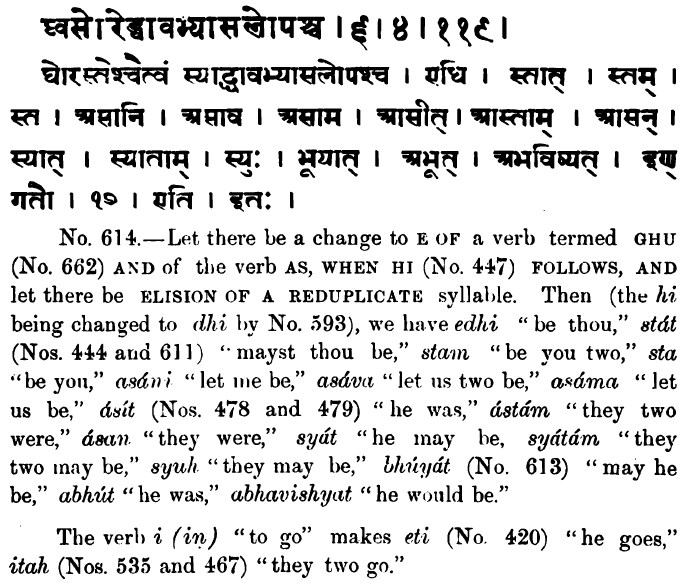 घ्वसोरेद्धावभ्यासलोपश्च । ६ । ४ । ११९ ।
घोरस्तेश्चैत्वं स्याद्धावभ्यासलोपश्च । एधि । स्तात् । स्तम् ।
स्त । असानि । असाव । असाम । आसीत् । आस्ताम् । आसन् ।
स्यात् । स्याताम् । स्युः । भूयात् । अभूत् । अभविष्यत् । इण्
गतौ । १७ । एति । इतः ।
No. 614.—Let there be a change to E OF a verb termed GHU
(No. 662) AND of the verb AS, WHEN HI (No. 447) FOLLOWS, AND
let there be ELISION OF A REDUPLICATE syllable. Then (the hi
being changed to dhi by No. 593), we have edhi “be thou,” stát
(Nos. 444 and 611) “mayst thou be,” stam “be you two,” sta
“be you,” asáni “let me be,” asáva “let us two be,” asáma “let
us be,” ásít (Nos. 478 and 479) “he was,” ástám “they two
were,” ásan “they were,” syát “he may be, syátám “they
two may be,” syuh “they may be,” bhúyát (No. 613) “may he
be,” abhút “he was,” abhavishyat “he would be.”
The verb i (iṇ) “to go” makes eti (No. 420) “he goes,”
itah (Nos. 535 and 467) “they two go.”